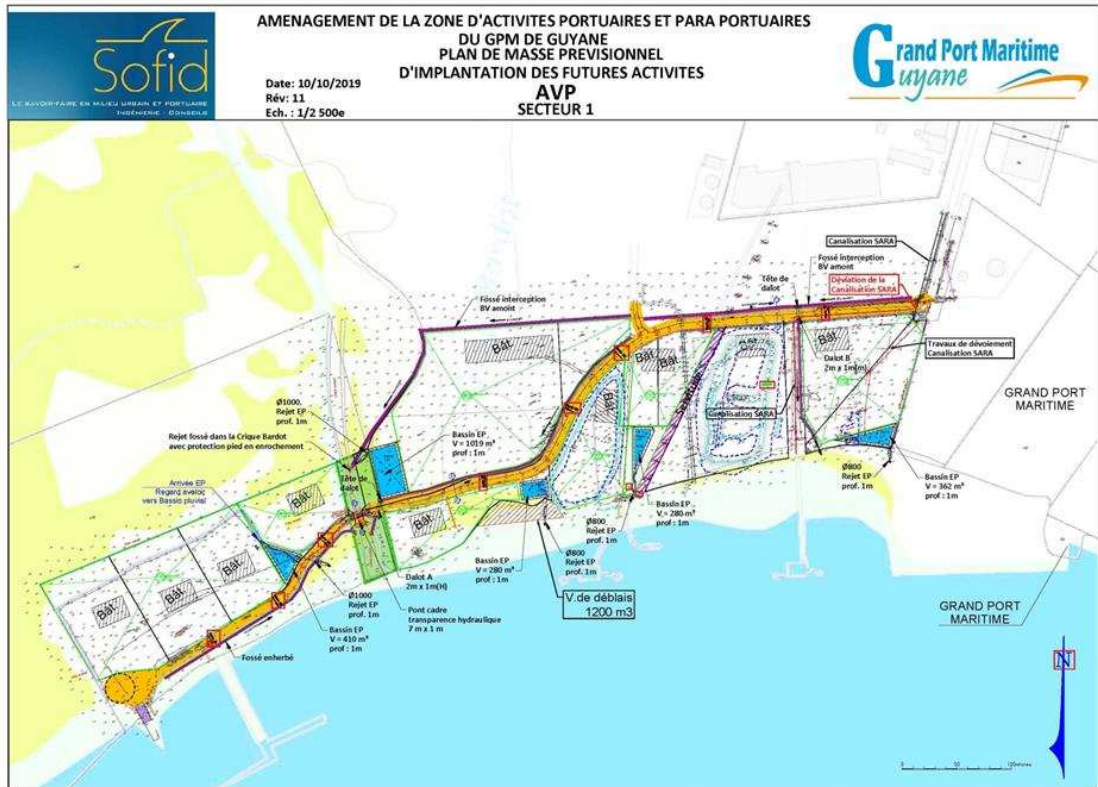 Sofid
LE SAVOIR-FAIRE EN MILIEU URBAIN ET PORTUAIRE
INGÉNIERIE - CONSEILS
AMENAGEMENT DE LA ZONE D'ACTIVITES PORTUAIRES ET PARA PORTUAIRES
DU GPM DE GUYANE
PLAN DE MASSE PREVISIONNEL
D'IMPLANTATION DES FUTURES ACTIVITES
AVP
SECTEUR 1
Date: 10/10/2019
Rév: 11
Ech. : 1/2 500e
Grand Port Maritime
Guyane
Canalisation SARA
Fossé interception
BV amont
Tête de
dalot
Déviation de la
Canalisation SARA
Fossé interception
BV amont
Travaux de dévoiement
Canalisation SARA
Bât
Bât
Bât
Bât
Dalot B
2m x 1m(m)
Canalisation SARA
GRAND PORT
MARITIME
Ø1000
Rejet EP
prof. 1m
Rejet fossé dans la Crique Bardot
avec protection pied en enrochement
Bassin EP
V = 1019 m³
prof : 1m
Tête de
dalot
Arrivée EP
Regard avaloir
vers Bassin pluvial
Bât
Bât
Bât
Bât
Bât
Ø800
Rejet EP
prof. 1m
Bassin EP
V = 362 m³
prof : 1m
Bassin EP
V = 280 m³
prof : 1m
Ø800
Rejet EP
prof. 1m
Bassin EP
V = 280 m³
prof : 1m
Ø800
Rejet EP
prof. 1m
V.de déblais
1200 m3
Dalot A
2m x 1m(H)
Ø1000
Rejet EP
prof. 1m
Pont cadre
transparence hydraulique
7 m x 1 m
Bassin EP
V = 410 m³
prof : 1m
Fossé enherbé
GRAND PORT
MARITIME
N